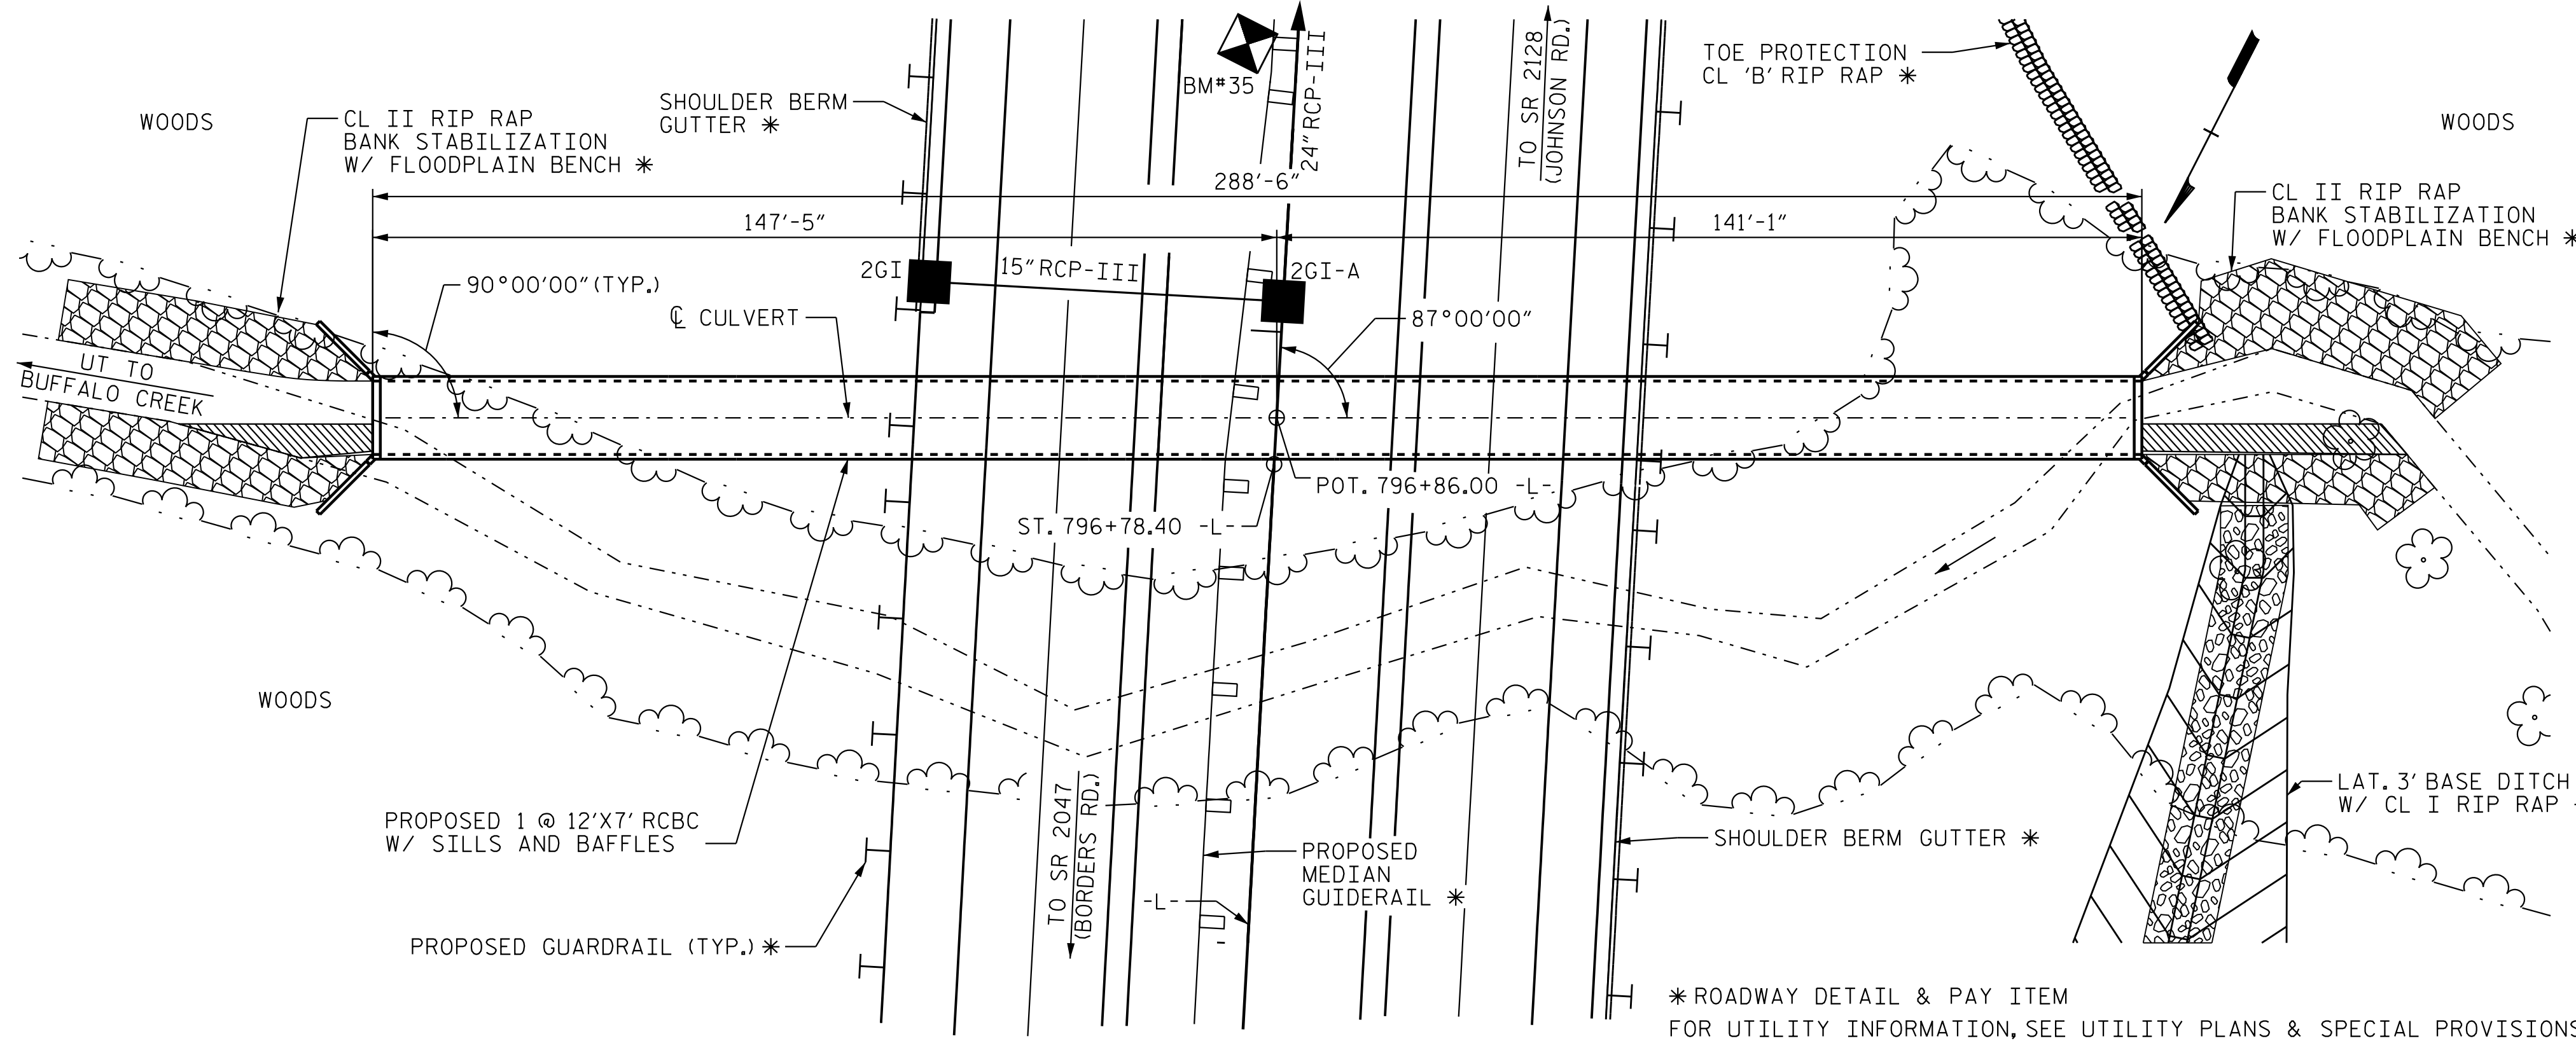 BM#35
24"RCP-III
TO SR 2128
(JOHNSON RD.)
TOE PROTECTION
CL 'B' RIP RAP *
WOODS
CL II RIP RAP
BANK STABILIZATION
W/ FLOODPLAIN BENCH *
SHOULDER BERM
GUTTER *
WOODS
288'-6"
147'-5"
141'-1"
CL II RIP RAP
BANK STABILIZATION
W/ FLOODPLAIN BENCH *
2GI
15"RCP-III
2GI-A
90°00'00" (TYP.)
℄ CULVERT
87°00'00"
UT TO
BUFFALO CREEK
POT. 796+86.00 -L-
ST. 796+78.40 -L-
WOODS
PROPOSED 1 @ 12'X7' RCBC
W/ SILLS AND BAFFLES
TO SR 2047
(BORDERS RD.)
PROPOSED
MEDIAN
GUIDERAIL *
SHOULDER BERM GUTTER *
LAT. 3' BASE DITCH
W/ CL I RIP RAP
-L-
PROPOSED GUARDRAIL (TYP.) *
* ROADWAY DETAIL & PAY ITEM
FOR UTILITY INFORMATION, SEE UTILITY PLANS & SPECIAL PROVISIONS